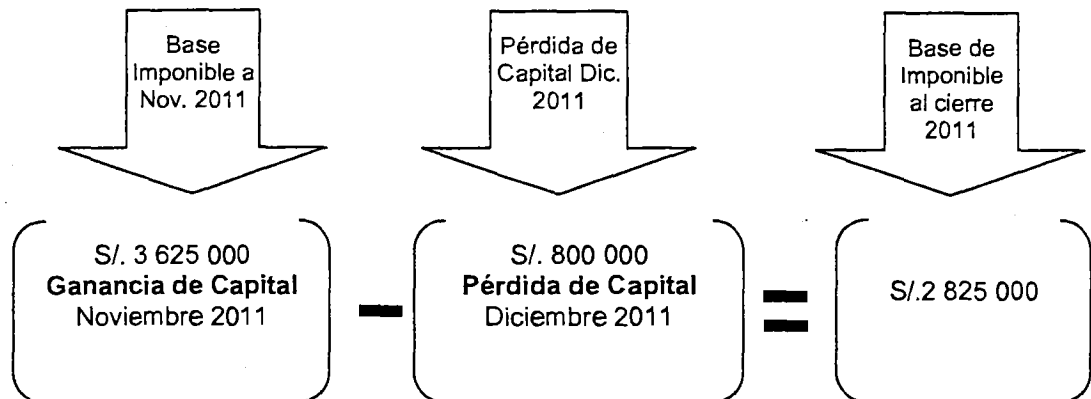 Base
Imponible a
Nov. 2011
Pérdida de
Capital Dic.
2011
Base de
Imponible
al cierre
2011
S/. 3 625 000
Ganancia de Capital
Noviembre 2011
S/. 800 000
Pérdida de Capital
Diciembre 2011
S/.2 825 000